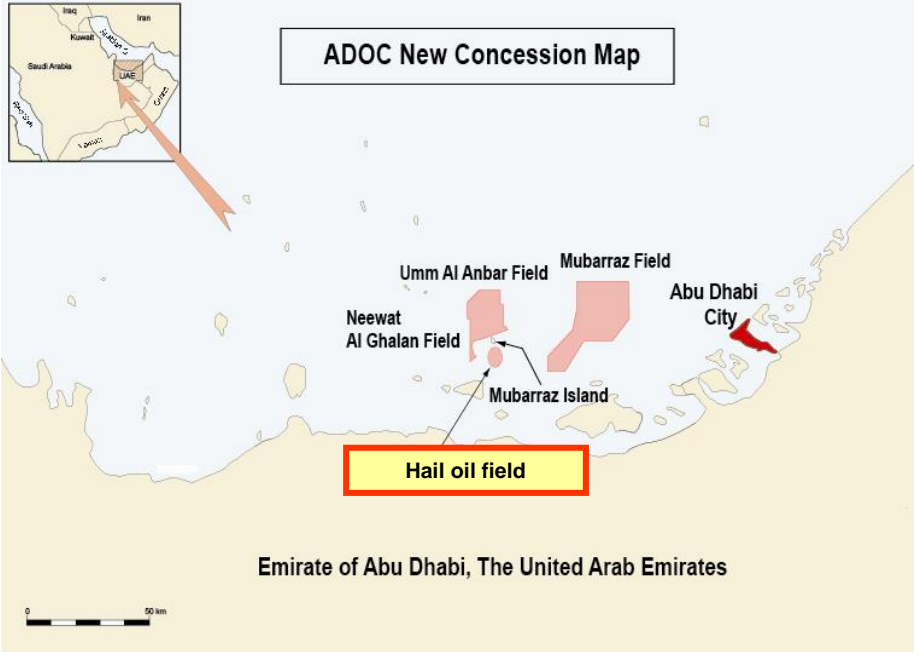 Iraq
Iran
Kuwait
Saudi Arabia
UAE
ADOC New Concession Map
Umm Al Anbar Field
Mubarraz Field
Abu Dhabi
City
Neewat
Al Ghalan Field
Mubarraz Island
Hail oil field
Emirate of Abu Dhabi, The United Arab Emirates
0
50 km